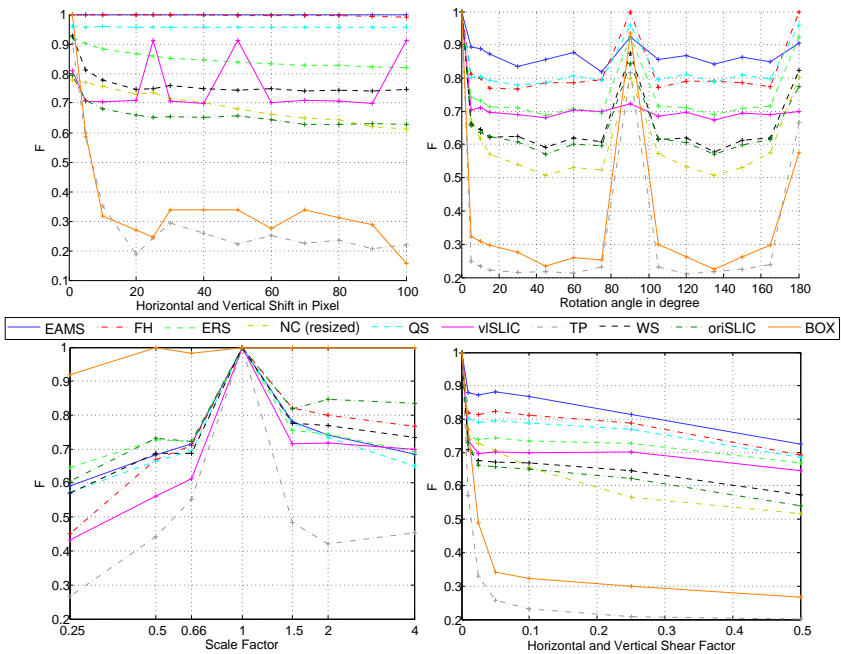 1
0.9
0.8
0.7
0.6
0.5
0.4
0.3
0.2
0.1
F
0 20 40 60 80 100
Horizontal and Vertical Shift in Pixel
1
0.9
0.8
0.7
0.6
0.5
0.4
0.3
0.2
F
0 20 40 60 80 100 120 140 160 180
Rotation angle in degree
EAMS FH ERS NC (resized) QS vlSLIC TP WS oriSLIC BOX
1
0.9
0.8
0.7
0.6
0.5
0.4
0.3
0.2
F
0.25 0.5 0.66 1 1.5 2 4
Scale Factor
1
0.9
0.8
0.7
0.6
0.5
0.4
0.3
0.2
F
0 0.1 0.2 0.3 0.4 0.5
Horizontal and Vertical Shear Factor